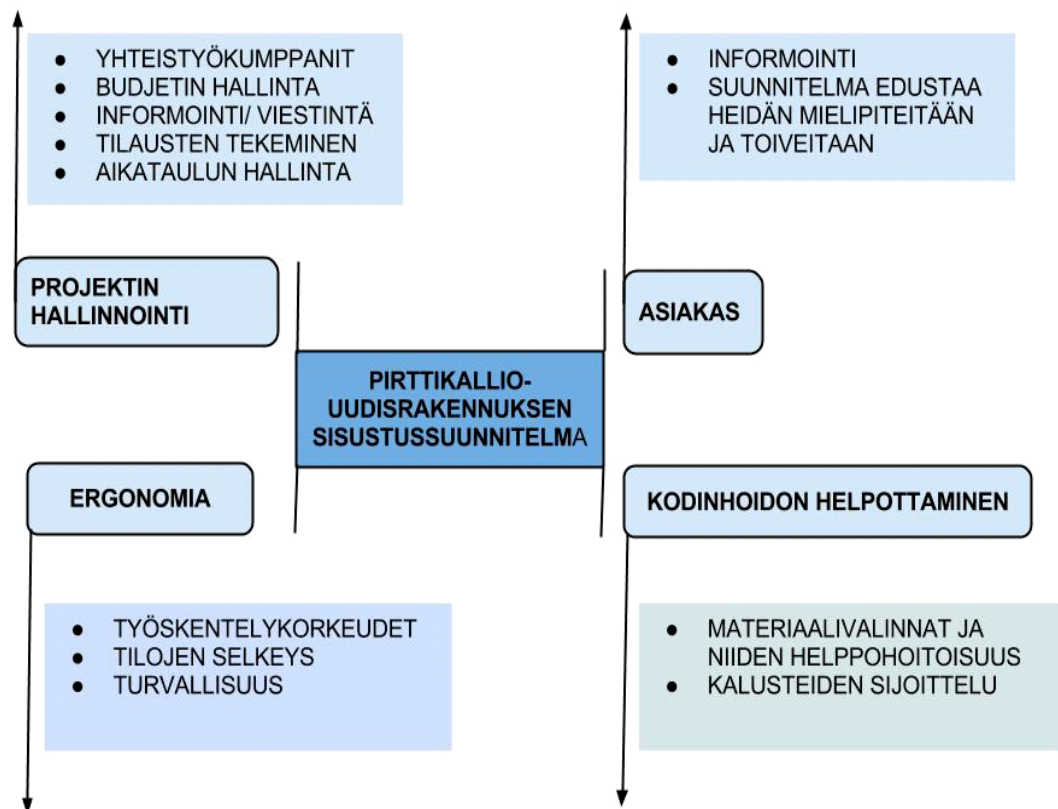 ● YHTEISTYÖKUMPPANIT
● BUDJETIN HALLINTA
● INFORMOINTI/ VIESTINTÄ
● TILAUSTEN TEKEMINEN
● AIKATAULUN HALLINTA
● INFORMOINTI
● SUUNNITELMA EDUSTAA
HEIDÄN MIELIPITEITÄÄN
JA TOIVEITAAN
PROJEKTIN
HALLINNOINTI
ASIAKAS
PIRTTIKALLIO-
UUDISRAKENNUKSEN
SISUSTUSSUUNNITELMA
ERGONOMIA
KODINHOIDON HELPOTTAMINEN
● TYÖSKENTELYKORKEUDET
● TILOJEN SELKEYS
● TURVALLISUUS
● MATERIAALIVALINNAT JA
NIIDEN HELPPOHOITOISUUS
● KALUSTEIDEN SIJOITTELU